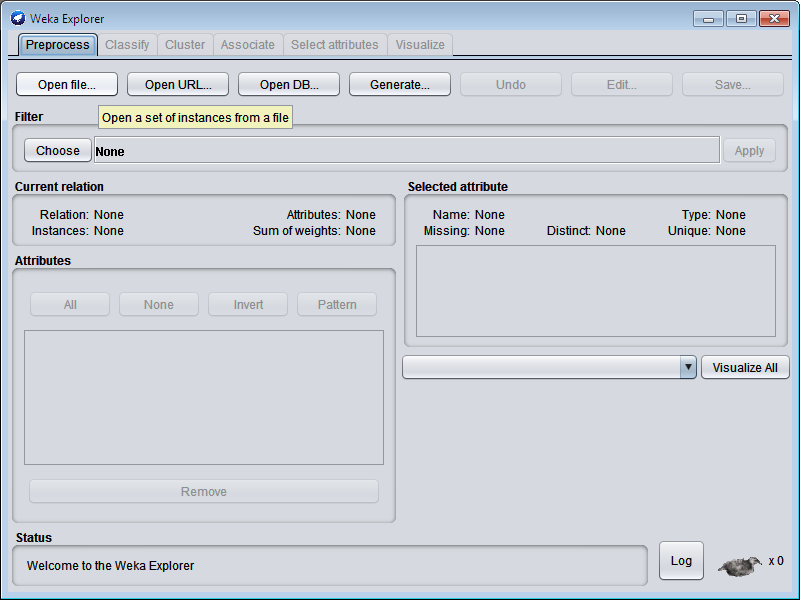 Weka Explorer
Preprocess Classify Cluster Associate Select attributes Visualize
Open file... Open URL... Open DB... Generate... Undo Edit... Save...
Open a set of instances from a file
Filter
Choose None Apply
Current relation
Relation: None Attributes: None
Instances: None Sum of weights: None
Selected attribute
Name: None Type: None
Missing: None Distinct: None Unique: None
Attributes
All None Invert Pattern
Remove
Visualize All
Status
Welcome to the Weka Explorer
Log x 0